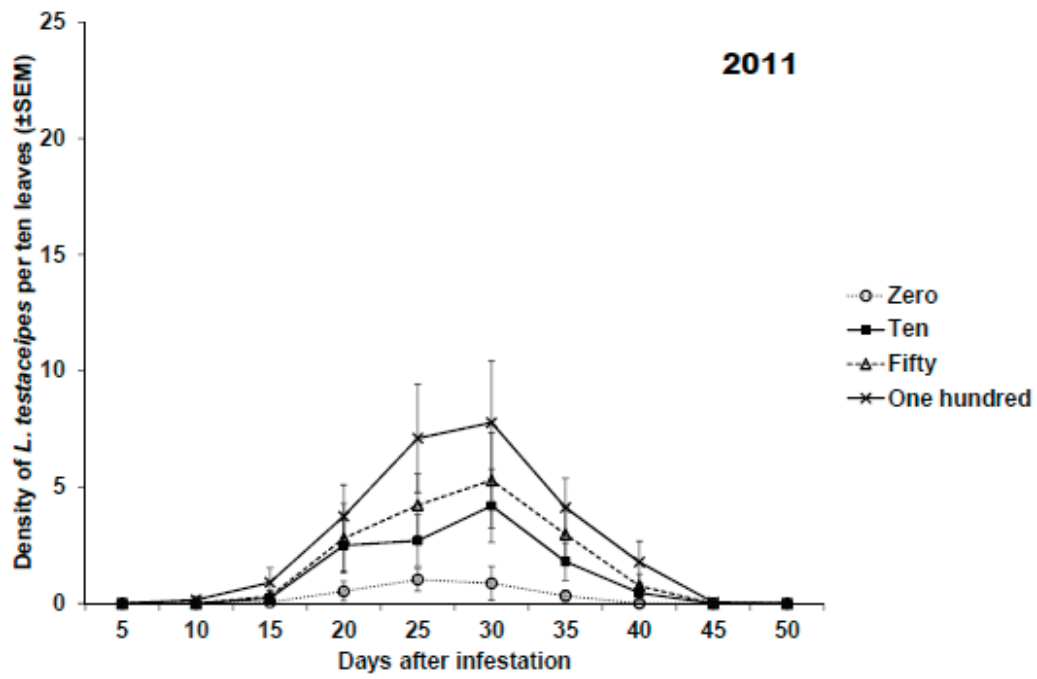 2011
Density of L. testaceipes per ten leaves (±SEM)
25
20
15
10
5
0
5 10 15 20 25 30 35 40 45 50
Days after infestation
Zero
Ten
Fifty
One hundred